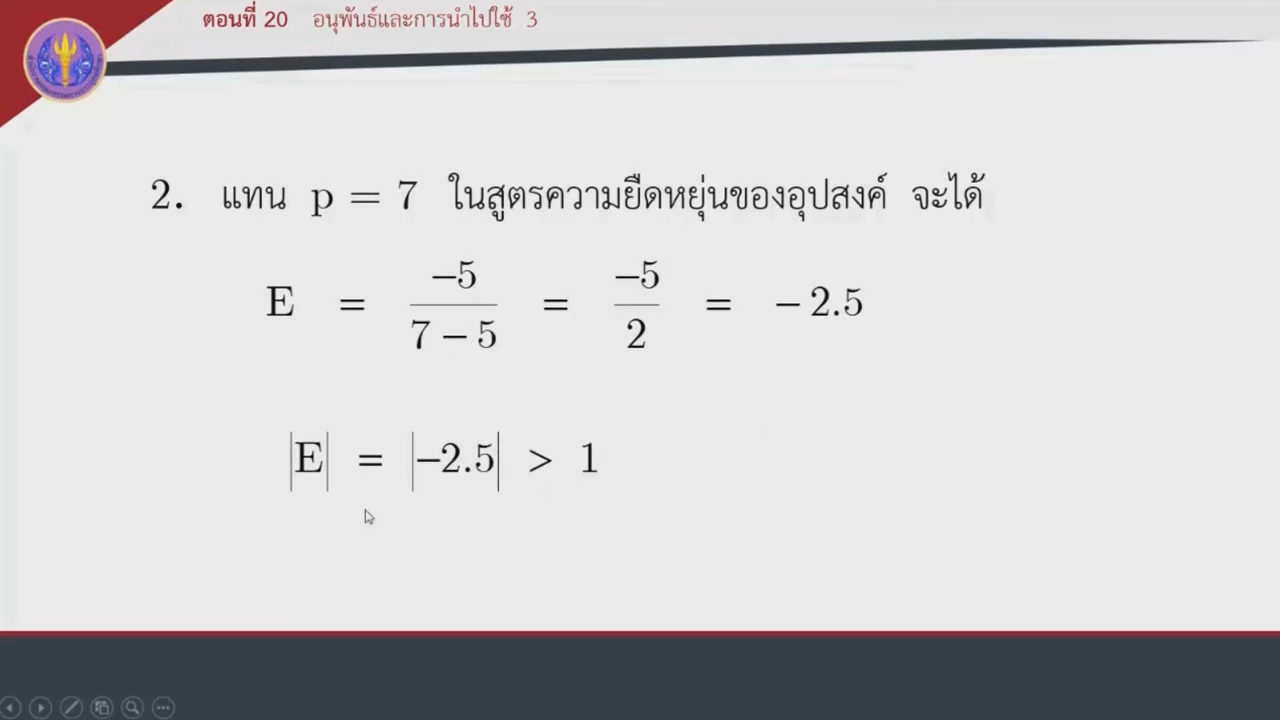 ตอนที่ 20 อนุพันธ์และการนำไปใช้ 3
2. แทน p = 7 ในสูตรความยืดหยุ่นของอุปสงค์ จะได้
E = −5/(7 − 5) = −5/2 = − 2.5
|E| = |−2.5| > 1